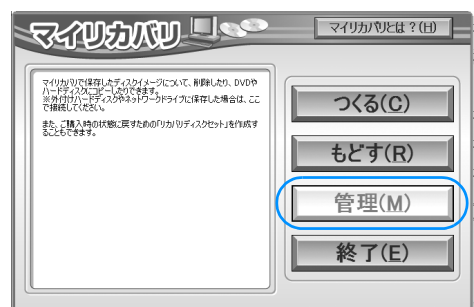 マイリカバリ
マイリカバリとは？(H)
マイリカバリで保存したディスクイメージについて、削除したり、DVDや
ハードディスクにコピーしたりできます。
※外付けハードディスクやネットワークドライブに保存した場合は、ここ
で接続してください。
また、ご購入時の状態に戻すための「リカバリディスクセット」を作成す
ることもできます。
つくる(C)
もどす(R)
管理(M)
終了(E)